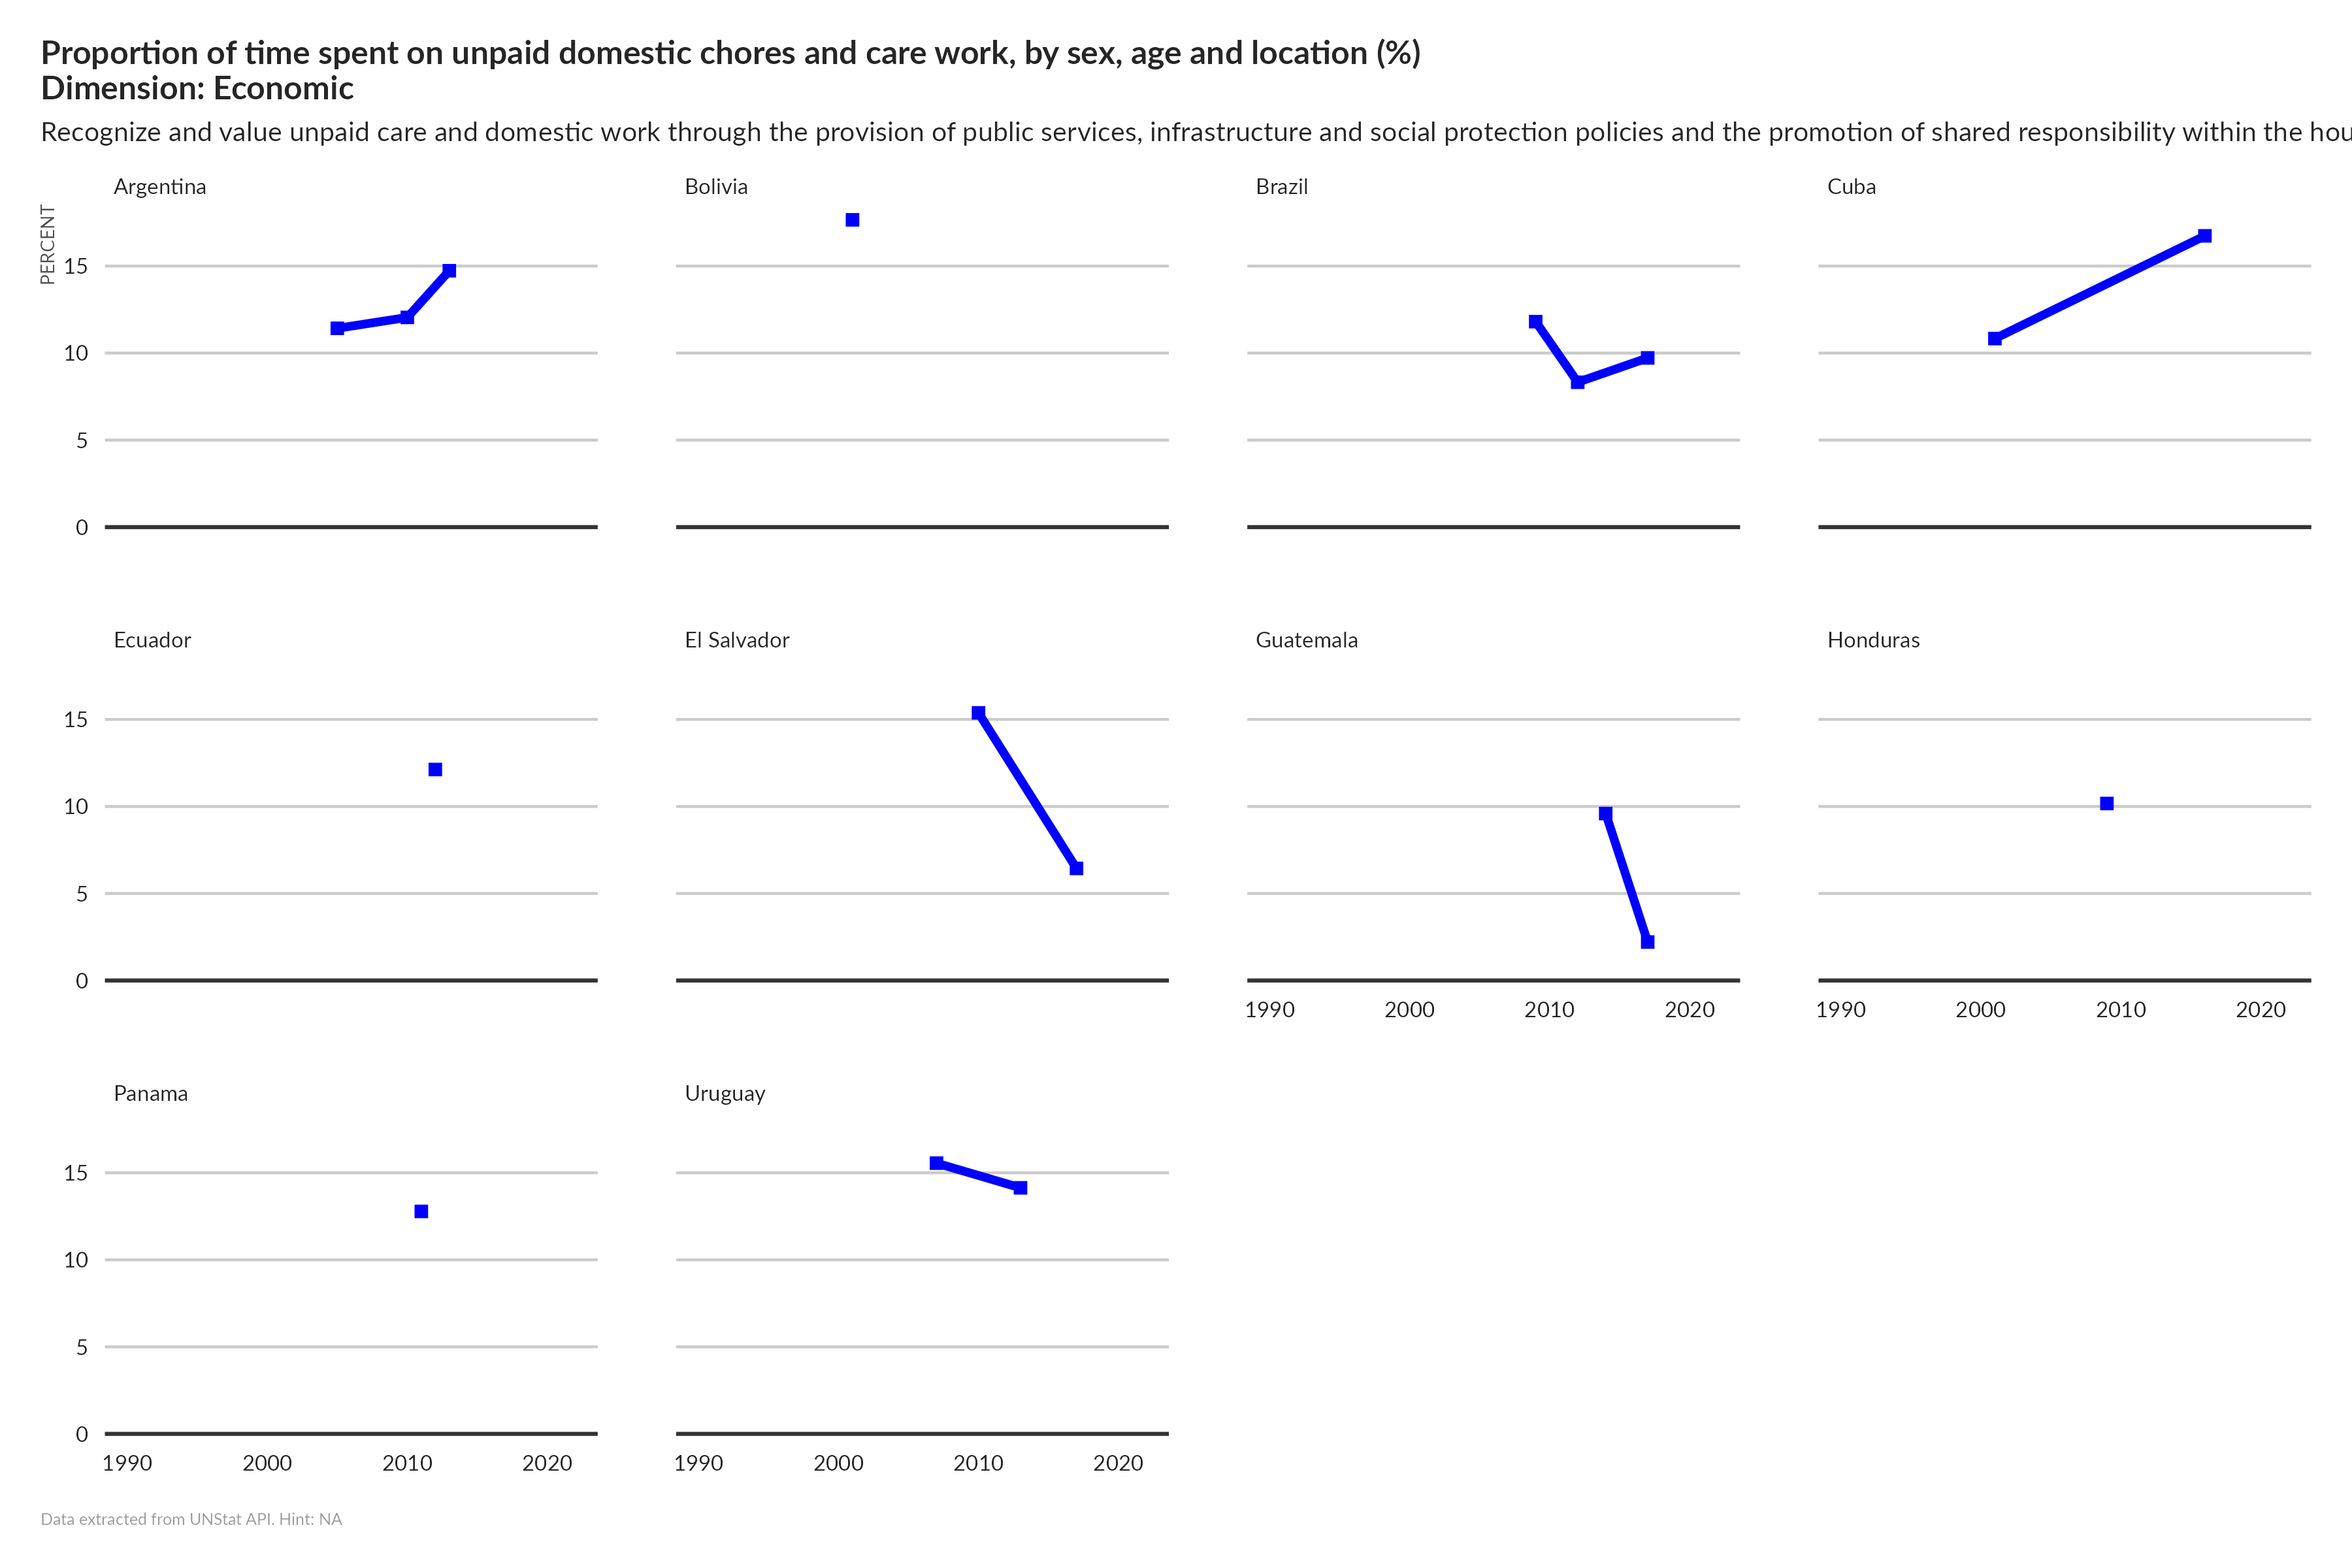 Proportion of time spent on unpaid domestic chores and care work, by sex, age and location (%)
Dimension: Economic
Recognize and value unpaid care and domestic work through the provision of public services, infrastructure and social protection policies and the promotion of shared responsibility within the hou
Argentina
Bolivia
Brazil
Cuba
PERCENT
15
10
5
0
Ecuador
El Salvador
Guatemala
Honduras
15
10
5
0
1990 2000 2010 2020
1990 2000 2010 2020
Panama
Uruguay
15
10
5
0
1990 2000 2010 2020
1990 2000 2010 2020
Data extracted from UNStat API. Hint: NA